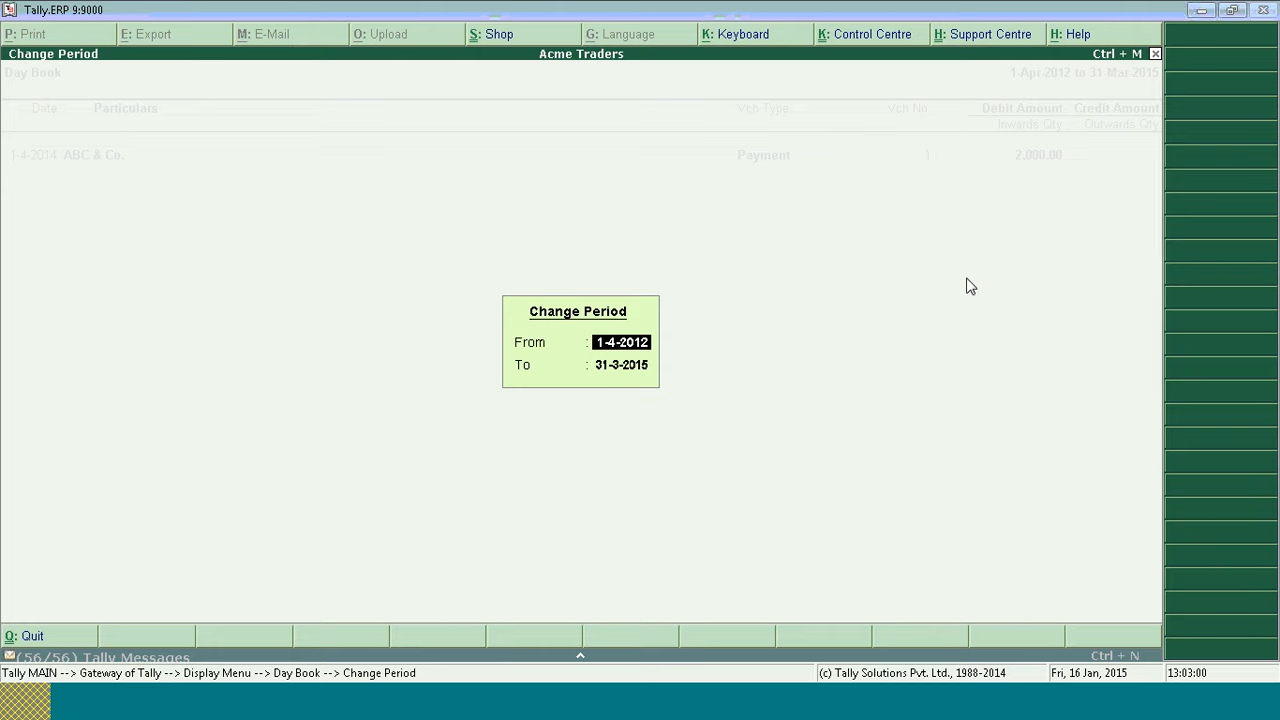 Tally.ERP 9:9000
P: Print E: Export M: E-Mail O: Upload S: Shop G: Language K: Keyboard K: Control Centre H: Support Centre H: Help
Change Period Acme Traders Ctrl + M
Day Book 1-Apr-2012 to 31-Mar-2015
Date Particulars Vch Type Vch No Debit Amount Credit Amount
Inwards Qty Outwards Qty
1-4-2014 ABC & Co. Payment 1 2,000.00
Change Period
From : 1-4-2012
To : 31-3-2015
Q: Quit
(56/56) Tally Messages Ctrl + N
Tally MAIN --> Gateway of Tally --> Display Menu --> Day Book --> Change Period (c) Tally Solutions Pvt. Ltd., 1988-2014 Fri, 16 Jan, 2015 13:03:00